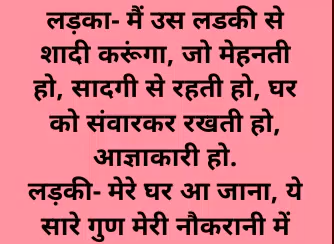 लड़का- मैं उस लडकी से
शादी करूंगा, जो मेहनती
हो, सादगी से रहती हो, घर
को संवारकर रखती हो,
आज्ञाकारी हो.
लड़की- मेरे घर आ जाना, ये
सारे गुण मेरी नौकरानी में